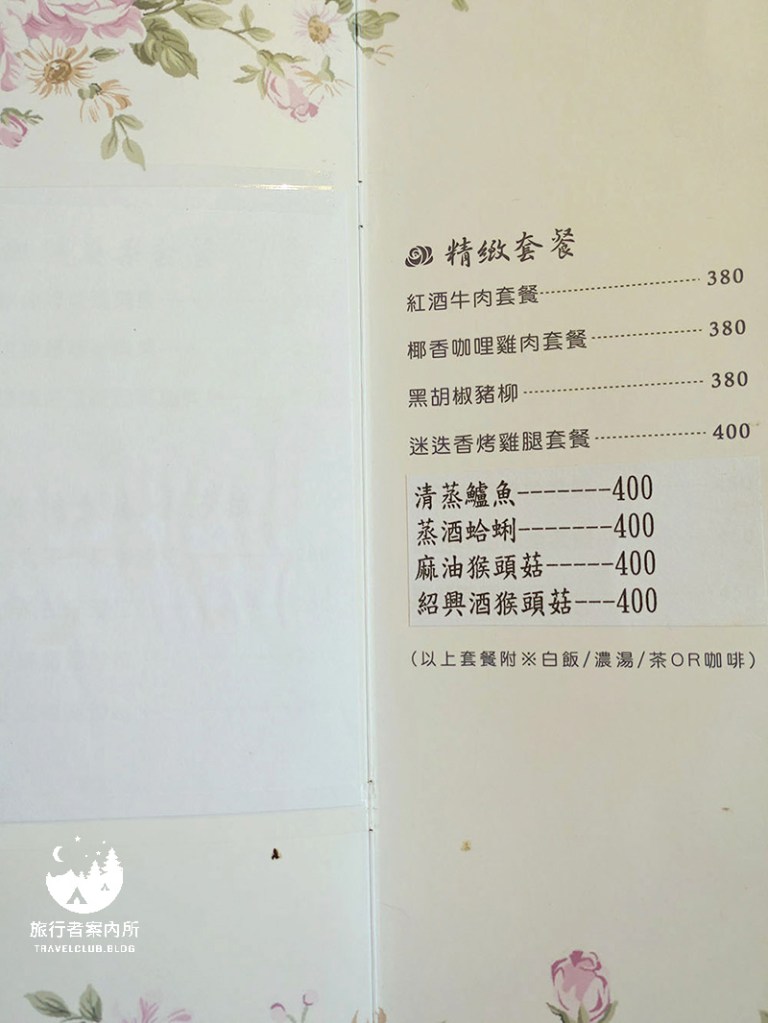 精緻套餐
紅酒牛肉套餐-----------------------380
椰香咖哩雞肉套餐----------------380
黑胡椒豬柳-------------------------380
迷迭香烤雞腿套餐---------------400
清蒸鱸魚-------400
蒸酒蛤蜊-------400
麻油猴頭菇-----400
紹興酒猴頭菇---400
(以上套餐附※白飯/濃湯/茶OR咖啡)
旅行者案內所
TRAVELCLUB.BLOG